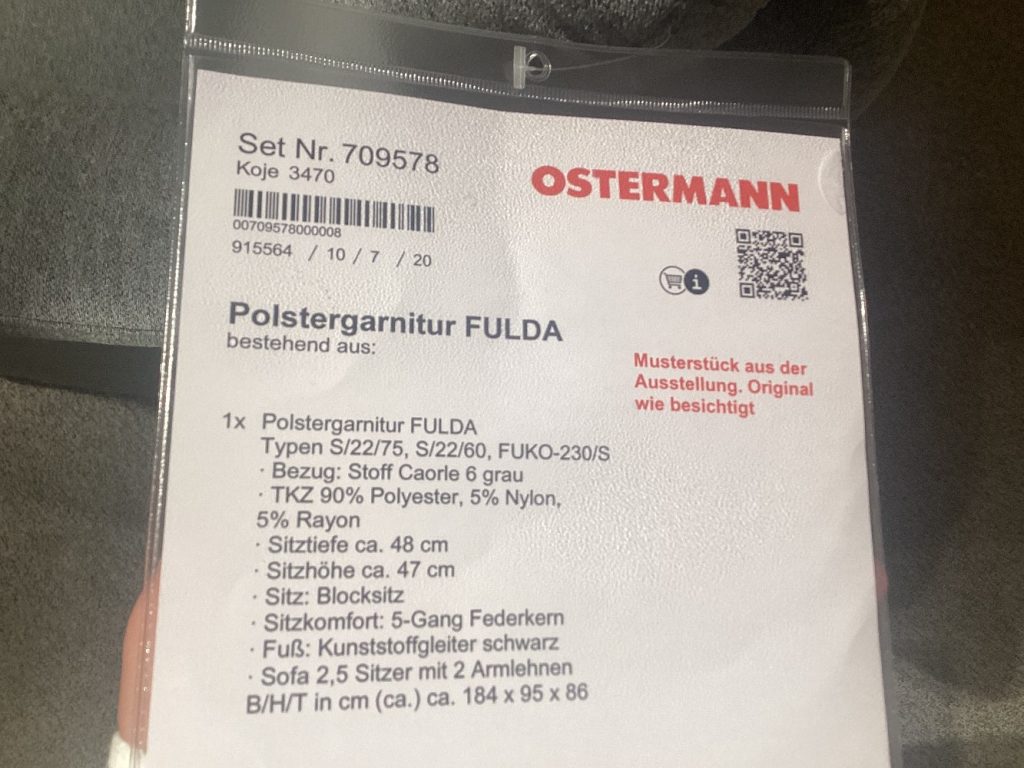 Set Nr. 709578
Koje 3470
OSTERMANN
00709578000008
915564 / 10 / 7 / 20
i
Polstergarnitur FULDA
bestehend aus:
Musterstück aus der
Ausstellung. Original
wie besichtigt
1x Polstergarnitur FULDA
Typen S/22/75, S/22/60, FUKO-230/S
· Bezug: Stoff Caorle 6 grau
· TKZ 90% Polyester, 5% Nylon,
5% Rayon
· Sitztiefe ca. 48 cm
· Sitzhöhe ca. 47 cm
· Sitz: Blocksitz
· Sitzkomfort: 5-Gang Federkern
· Fuß: Kunststoffgleiter schwarz
· Sofa 2,5 Sitzer mit 2 Armlehnen
B/H/T in cm (ca.) ca. 184 x 95 x 86